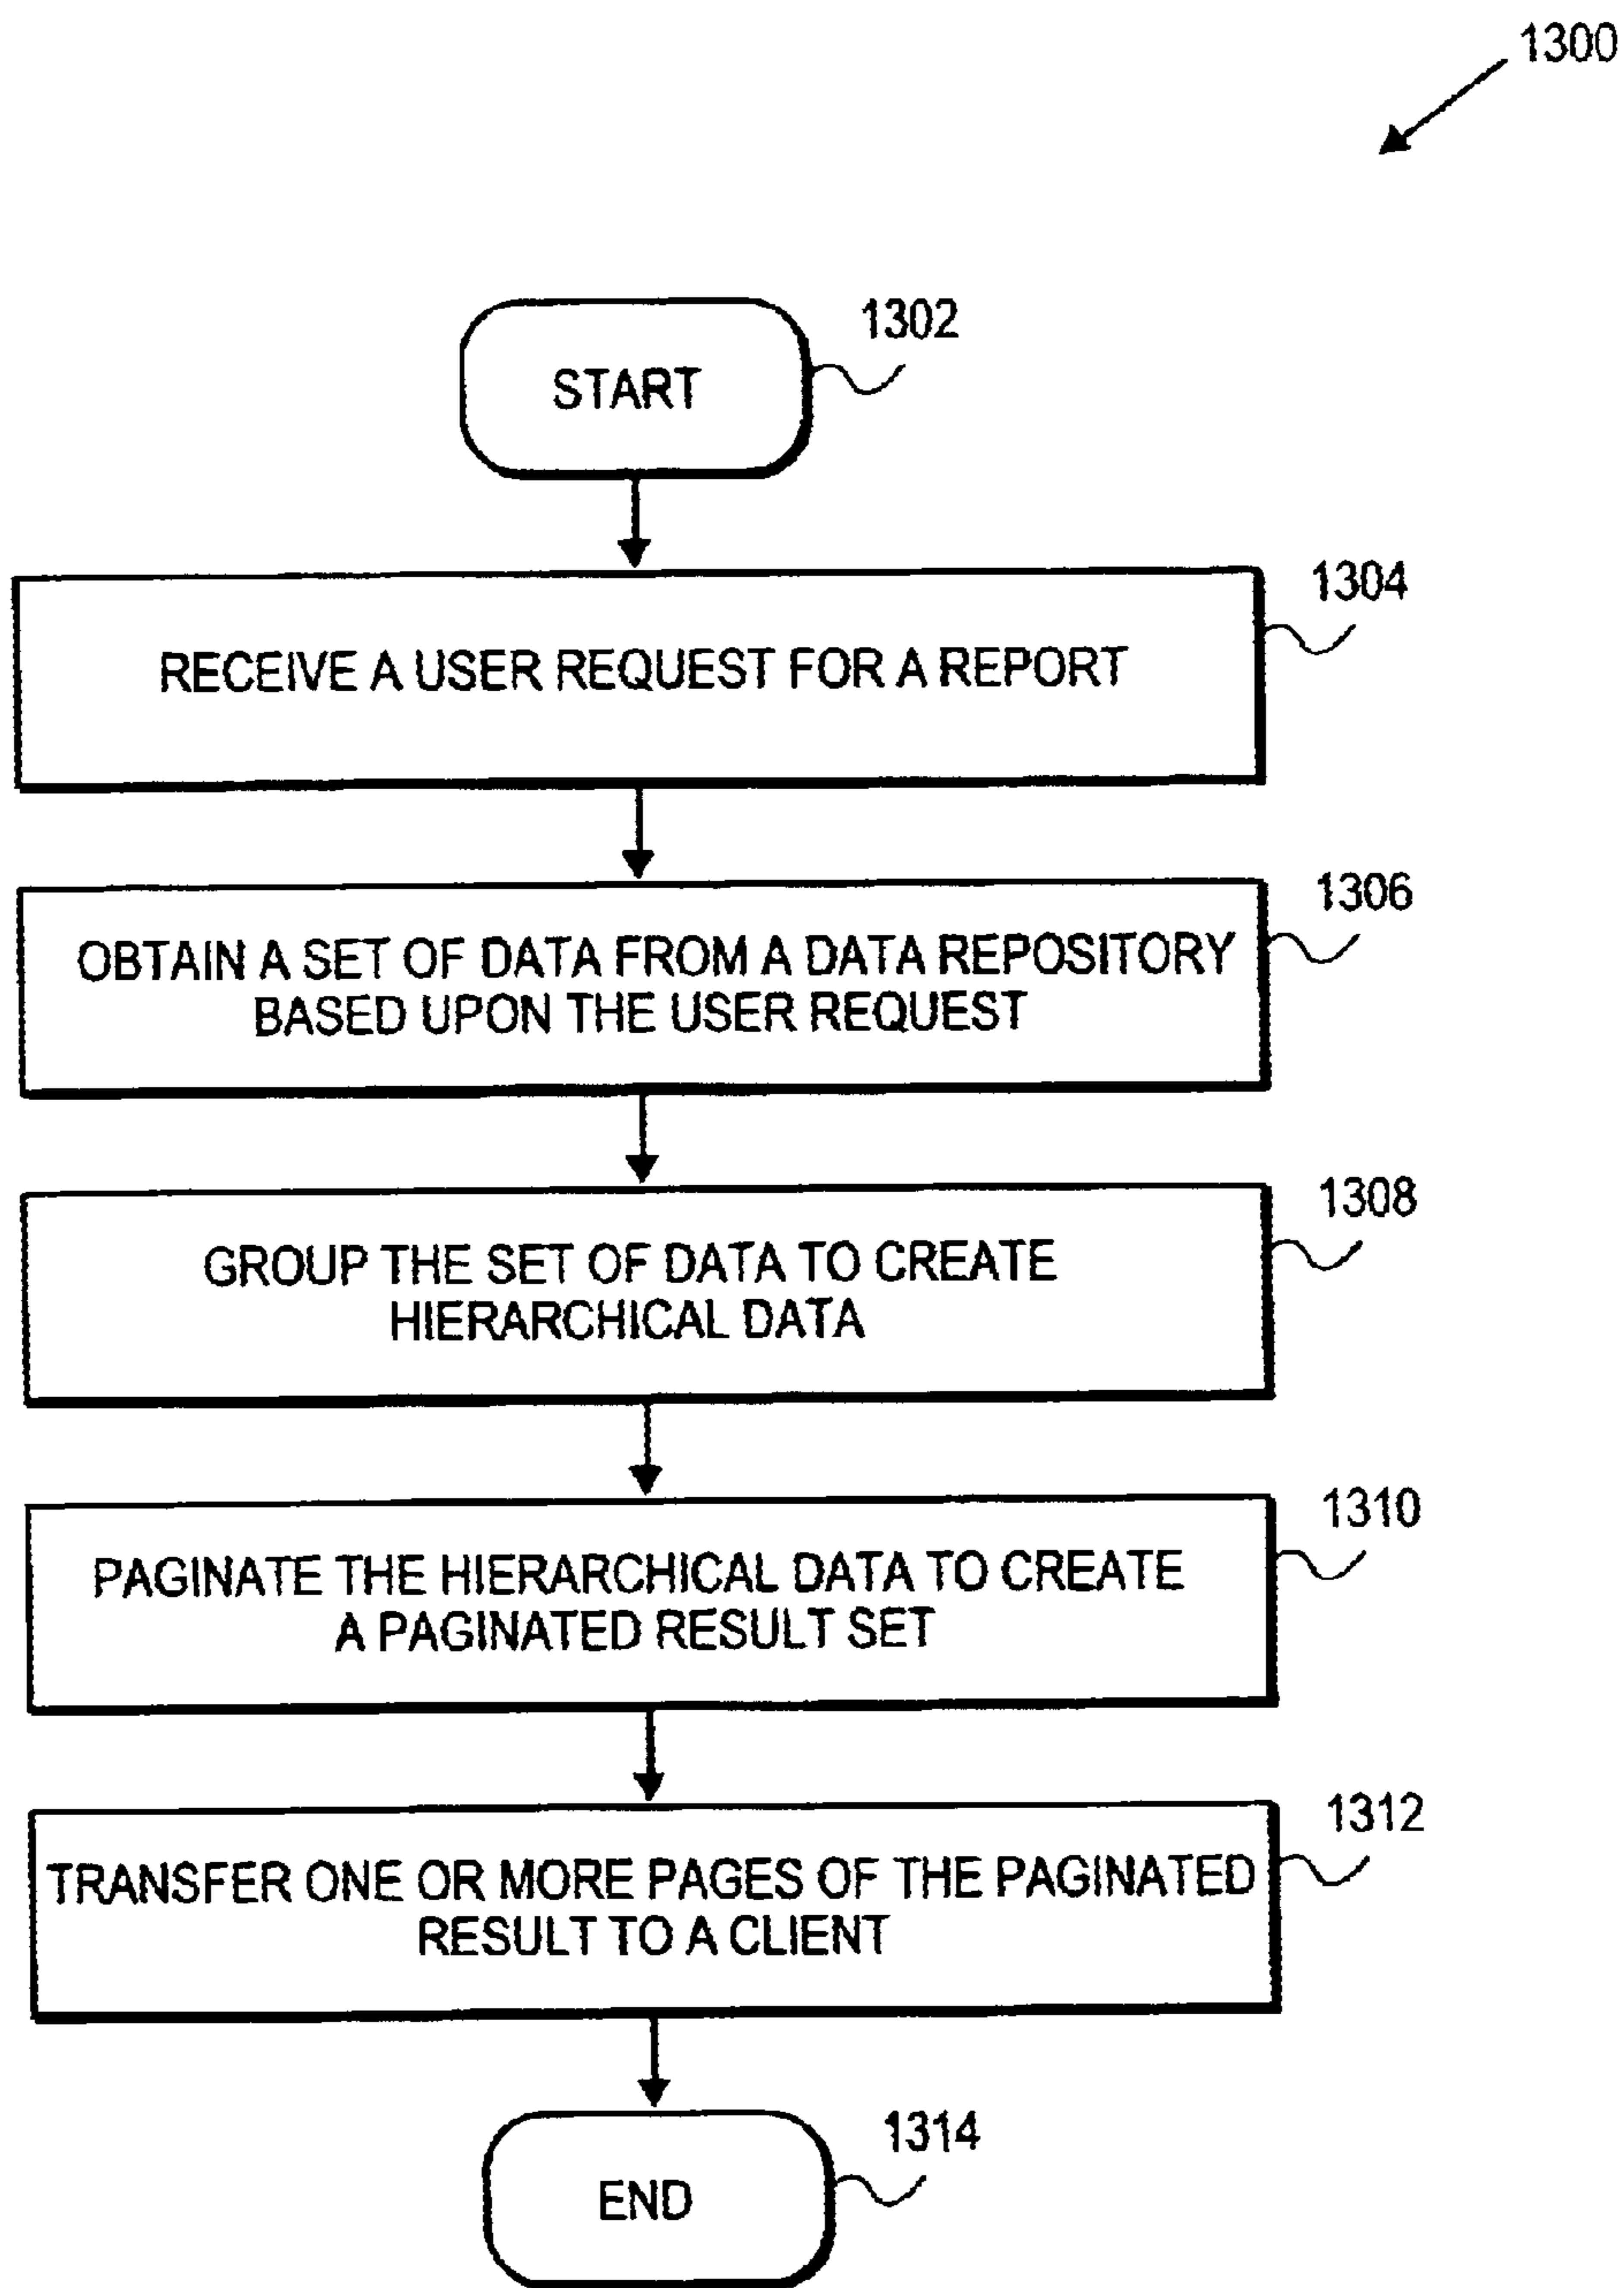 1300
START
1302
RECEIVE A USER REQUEST FOR A REPORT
1304
OBTAIN A SET OF DATA FROM A DATA REPOSITORY
BASED UPON THE USER REQUEST
1306
GROUP THE SET OF DATA TO CREATE
HIERARCHICAL DATA
1308
PAGINATE THE HIERARCHICAL DATA TO CREATE
A PAGINATED RESULT SET
1310
TRANSFER ONE OR MORE PAGES OF THE PAGINATED
RESULT TO A CLIENT
1312
END
1314